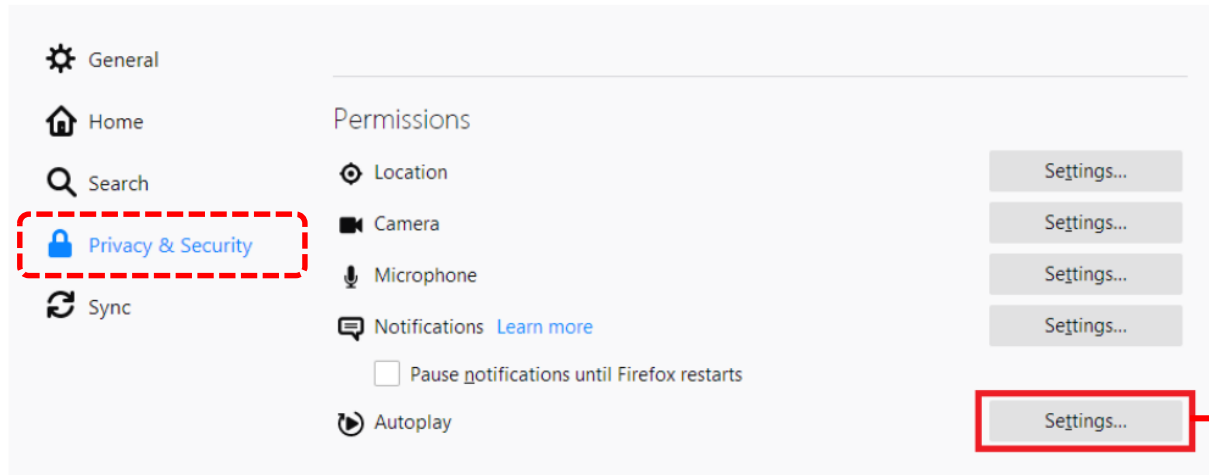 General
Home
Search
Privacy & Security
Sync
Permissions
Location Settings...
Camera Settings...
Microphone Settings...
Notifications Learn more Settings...
Pause notifications until Firefox restarts
Autoplay Settings...